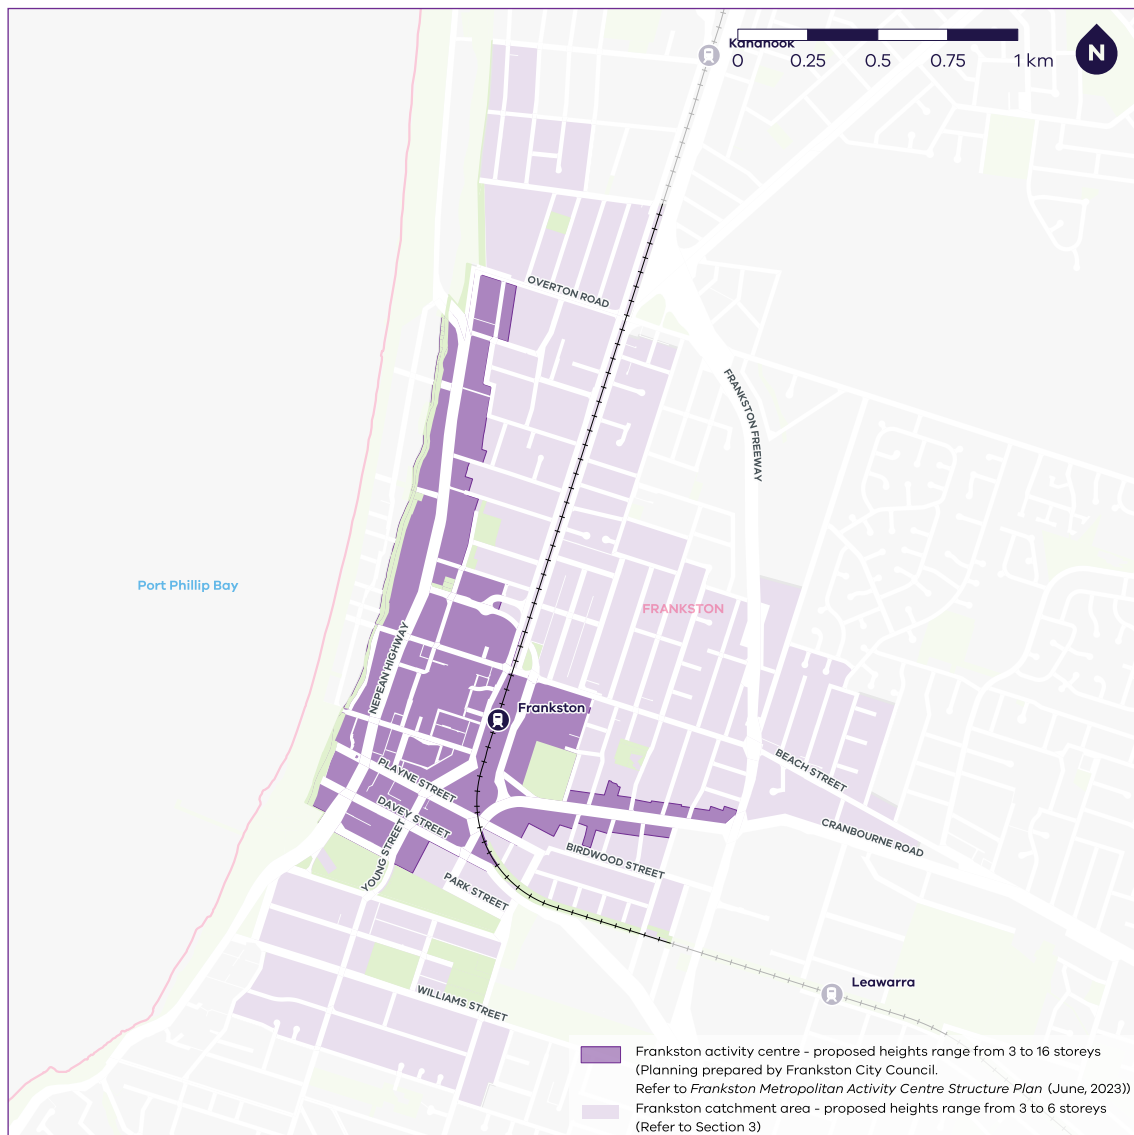 Kananook
0 0.25 0.5 0.75 1 km
N
OVERTON ROAD
FRANKSTON FREEWAY
Port Phillip Bay
FRANKSTON
NEPEAN HIGHWAY
Frankston
PLAYNE STREET
BEACH STREET
DAVEY STREET
CRANBOURNE ROAD
YOUNG STREET
BIRDWOOD STREET
PARK STREET
Leawarra
WILLIAMS STREET
Frankston activity centre - proposed heights range from 3 to 16 storeys
(Planning prepared by Frankston City Council.
Refer to Frankston Metropolitan Activity Centre Structure Plan (June, 2023))
Frankston catchment area - proposed heights range from 3 to 6 storeys
(Refer to Section 3)